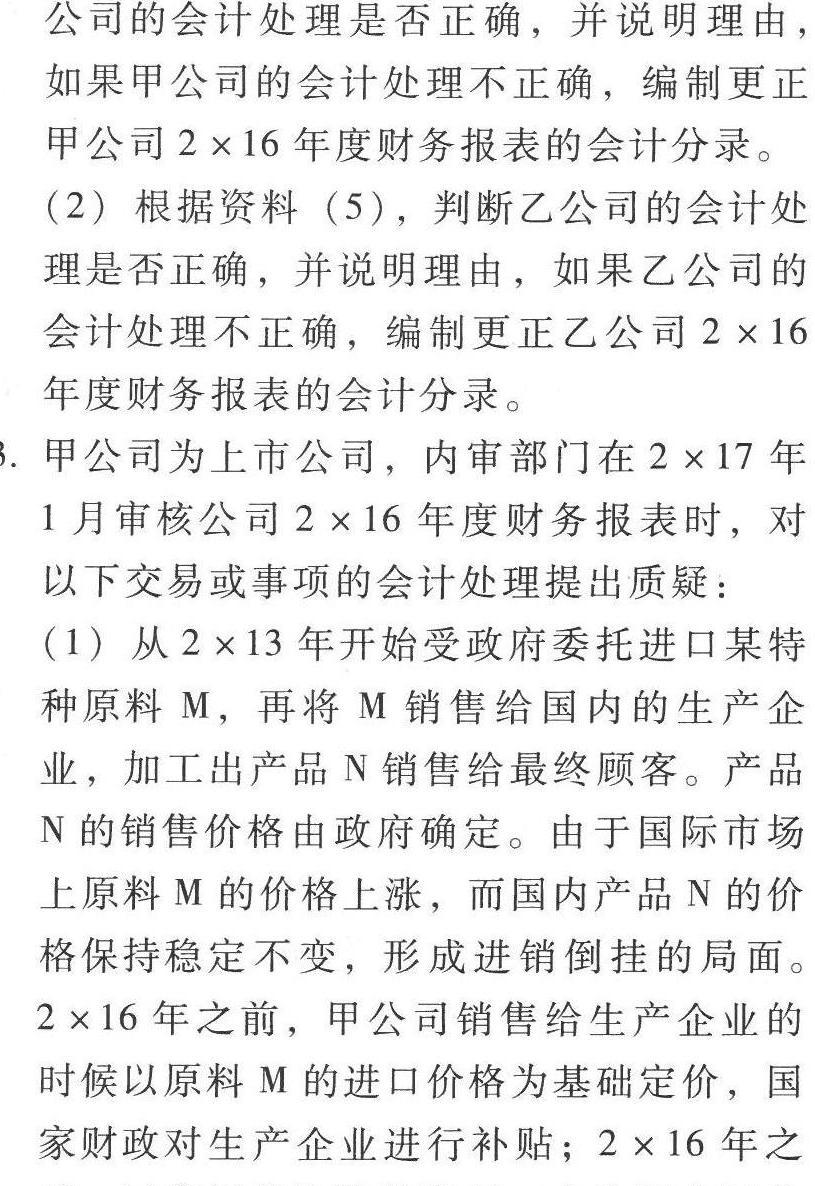 公司的会计处理是否正确，并说明理由，
如果甲公司的会计处理不正确，编制更正
甲公司 2 × 16 年度财务报表的会计分录。
（2）根据资料（5），判断乙公司的会计处
理是否正确，并说明理由，如果乙公司的
会计处理不正确，编制更正乙公司 2 × 16
年度财务报表的会计分录。
3. 甲公司为上市公司，内审部门在 2 × 17 年
1 月审核公司 2 × 16 年度财务报表时，对
以下交易或事项的会计处理提出质疑：
（1）从 2 × 13 年开始受政府委托进口某特
种原料 M，再将 M 销售给国内的生产企
业，加工出产品 N 销售给最终顾客。产品
N 的销售价格由政府确定。由于国际市场
上原料 M 的价格上涨，而国内产品 N 的价
格保持稳定不变，形成进销倒挂的局面。
2 × 16 年之前，甲公司销售给生产企业的
时候以原料 M 的进口价格为基础定价，国
家财政对生产企业进行补贴；2 × 16 年之